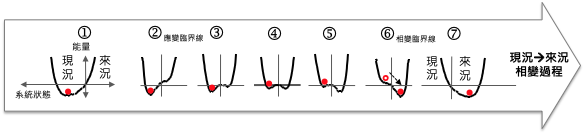 ① ② 應變臨界線 ③ ④ ⑤ ⑥ 相變臨界線 ⑦
能量
現況 來況
系統狀態
現況 來況
現況→來況
相變過程